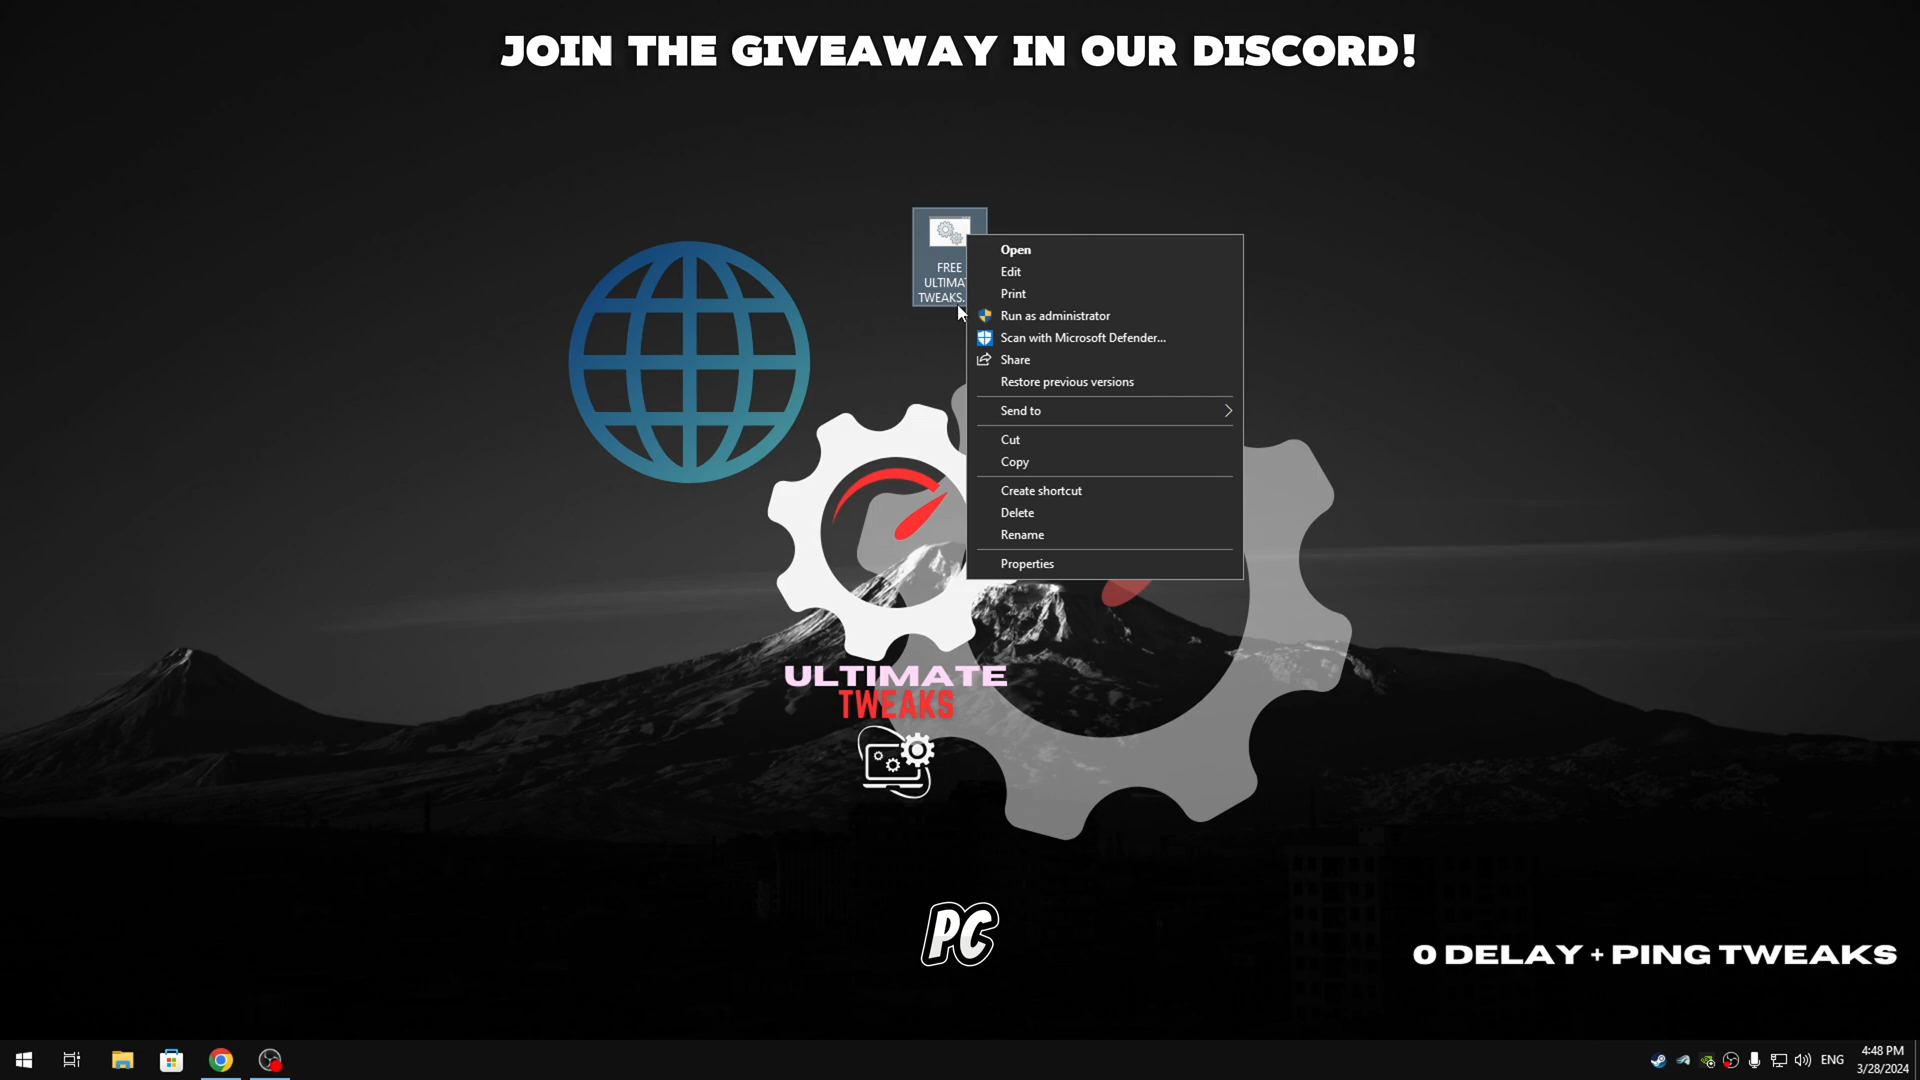 JOIN THE GIVEAWAY IN OUR DISCORD!
FREE
ULTIMAT
TWEAKS.
Open
Edit
Print
Run as administrator
Scan with Microsoft Defender...
Share
Restore previous versions
Send to
Cut
Copy
Create shortcut
Delete
Rename
Properties
ULTIMATE
TWEAKS
PC
0 DELAY + PING TWEAKS
ENG
4:48 PM
3/28/2024